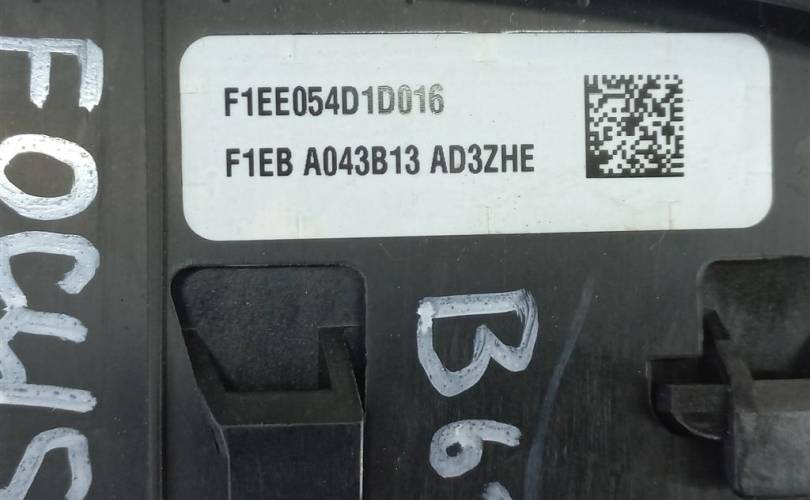 F1EE054D1D016
F1EB A043B13 AD3ZHE
FOCUS
B6